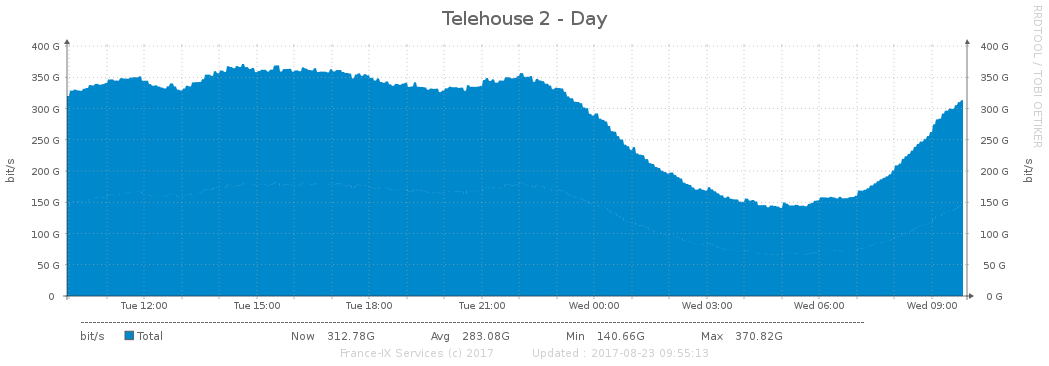 Telehouse 2 - Day
RRDTOOL / TOBI OETIKER
bit/s
400 G 400 G
350 G 350 G
300 G 300 G
250 G 250 G
200 G 200 G
150 G 150 G
100 G 100 G
50 G 50 G
0 0 G
bit/s
Tue 12:00 Tue 15:00 Tue 18:00 Tue 21:00 Wed 00:00 Wed 03:00 Wed 06:00 Wed 09:00
bit/s Total Now 312.78G Avg 283.08G Min 140.66G Max 370.82G
France-IX Services (c) 2017 Updated : 2017-08-23 09:55:13